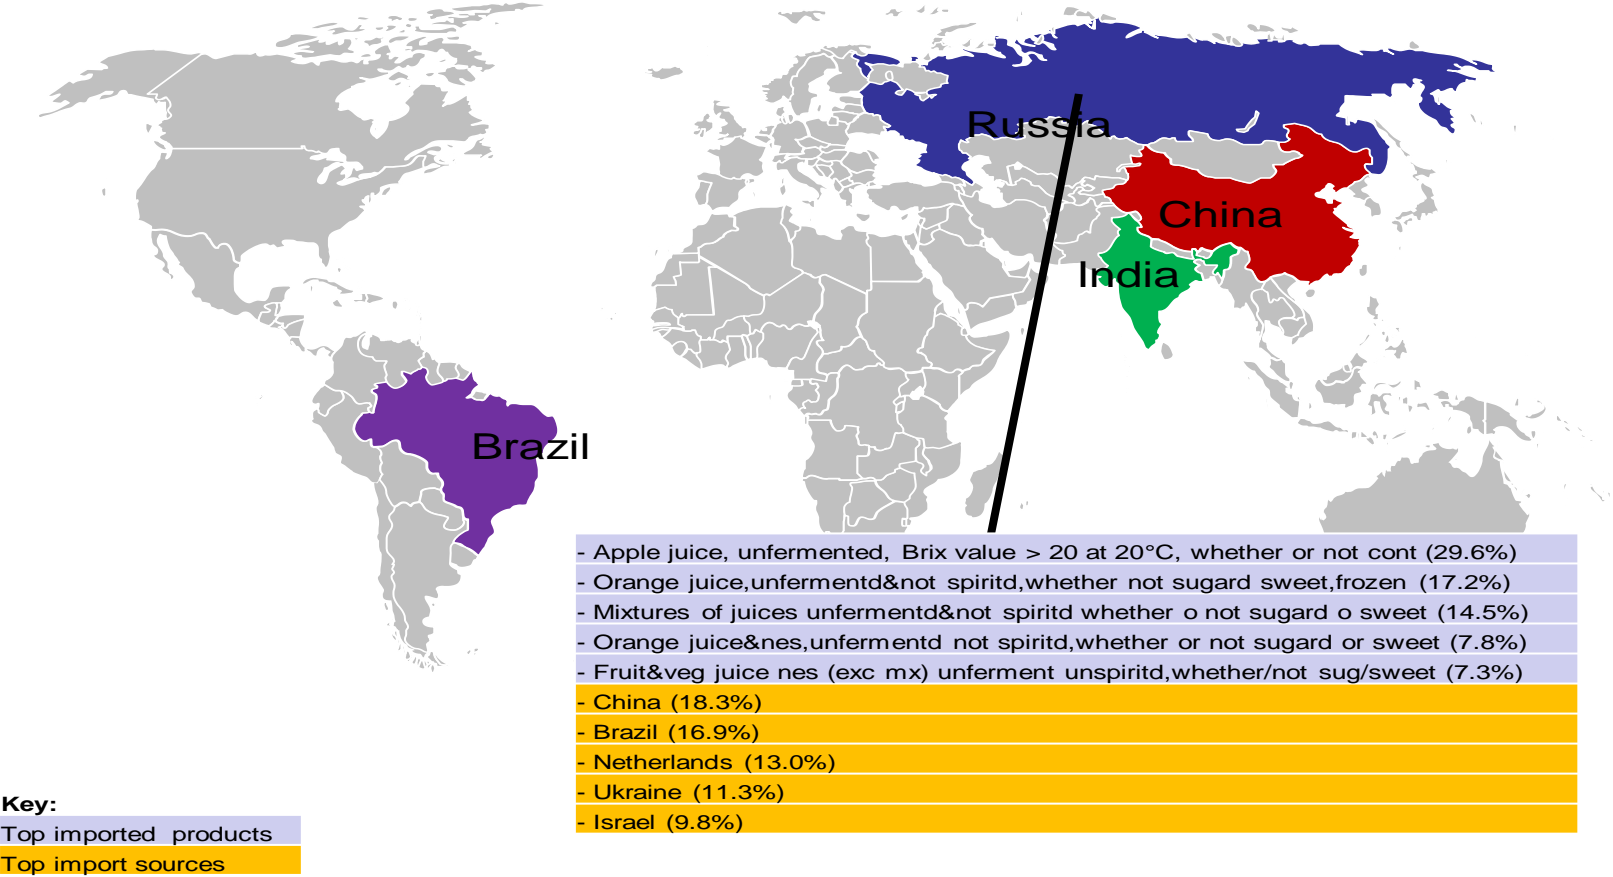 Russia
China
India
Brazil
- Apple juice, unfermented, Brix value > 20 at 20°C, whether or not cont (29.6%)
- Orange juice,unfermentd&not spiritd,whether not sugard sweet,frozen (17.2%)
- Mixtures of juices unfermentd&not spiritd whether o not sugard o sweet (14.5%)
- Orange juice&nes,unfermentd not spiritd,whether or not sugard or sweet (7.8%)
- Fruit&veg juice nes (exc mx) unferment unspiritd,whether/not sug/sweet (7.3%)
- China (18.3%)
- Brazil (16.9%)
- Netherlands (13.0%)
- Ukraine (11.3%)
- Israel (9.8%)
Key:
Top imported products
Top import sources